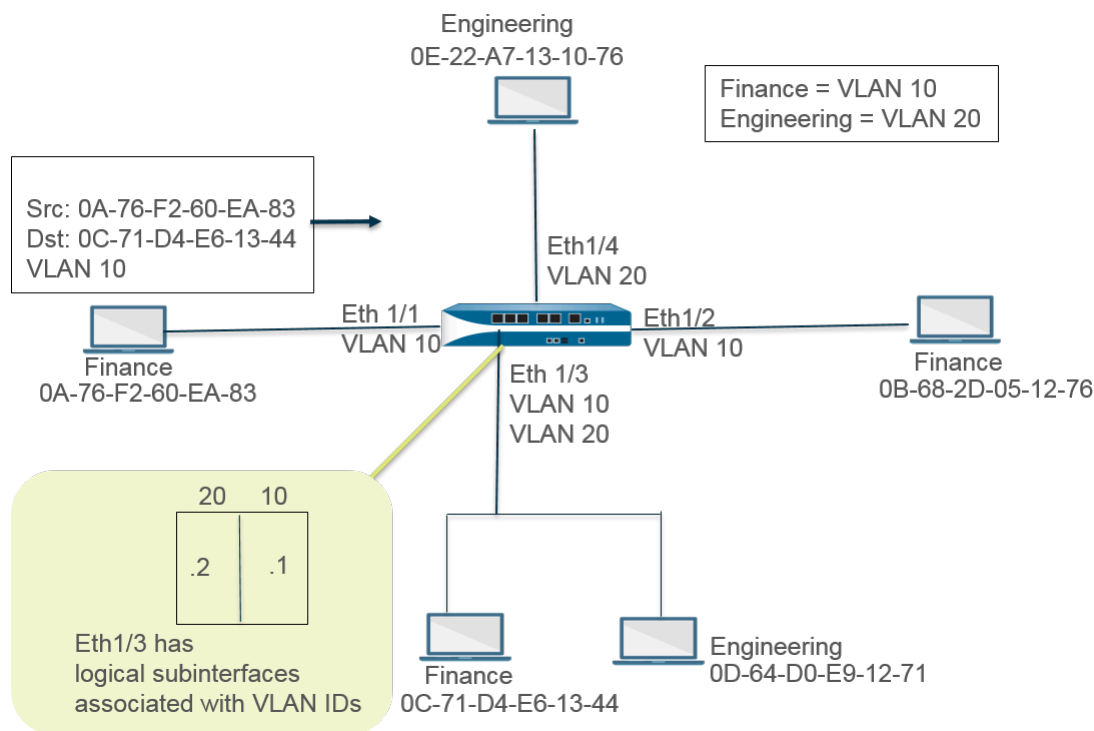 Engineering
0E-22-A7-13-10-76
Finance = VLAN 10
Engineering = VLAN 20
Src: 0A-76-F2-60-EA-83
Dst: 0C-71-D4-E6-13-44
VLAN 10
Eth1/4
VLAN 20
Eth 1/1
VLAN 10
Eth1/2
VLAN 10
Finance
0A-76-F2-60-EA-83
Finance
0B-68-2D-05-12-76
Eth 1/3
VLAN 10
VLAN 20
20 10
.2 .1
Eth1/3 has
logical subinterfaces
associated with VLAN IDs
Finance
0C-71-D4-E6-13-44
Engineering
0D-64-D0-E9-12-71